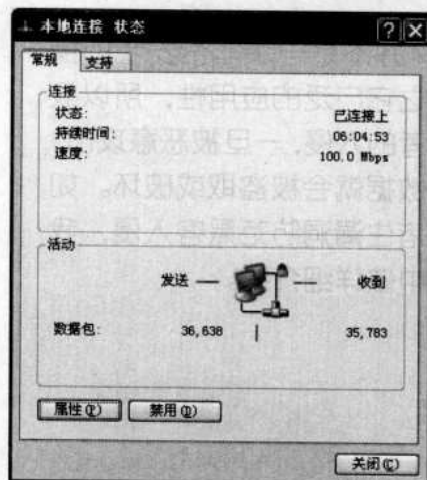 本地连接 状态
常规 支持
连接
状态: 已连接上
持续时间: 06:04:53
速度: 100.0 Mbps
活动
发送 — — 收到
数据包: 36,638 | 35,783
属性(P) 禁用(D)
关闭(C)